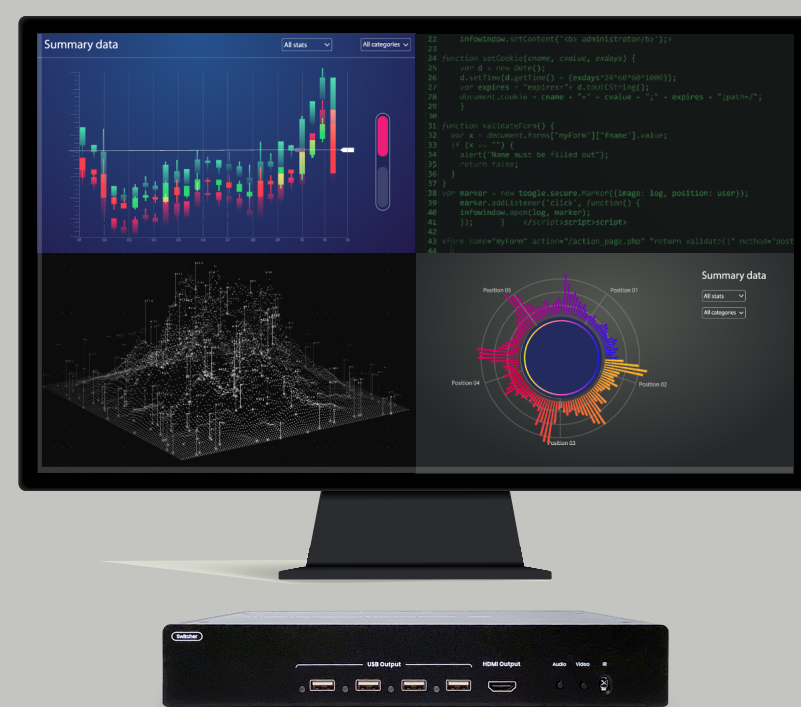 Summary data
All stats
All categories
22 infowindow.setContent('<b> administrator/b>');
23
24 function setCookie(cname, cvalue, exdays) {
25 var d = new Date();
26 d.setTime(d.getTime() + (exdays*24*60*60*1000));
27 var expires = "expires="+ d.toUTCString();
28 document.cookie = cname + "=" + cvalue + ";" + expires + ";path=/";
29 }
30
31 function validateForm() {
32 var x = document.forms["myForm"]["fname"].value;
33 if (x == "") {
34 alert("Name must be filled out");
35 return false;
36 }
37 }
38 var marker = new toogle.secure.Marker({image: log, position: user});
39 marker.addListener('click', function() {
40 infowindow.open(log, marker);
41 }); } </script>script>script>
42
43 name="myForm" action="/action_page.php" "return validate()" method="post
44
Position 05
Position 01
Position 04
Position 02
Position 03
Summary data
All stats
All categories
Switcher
USB Output
HDMI Output
Audio
Video
IR